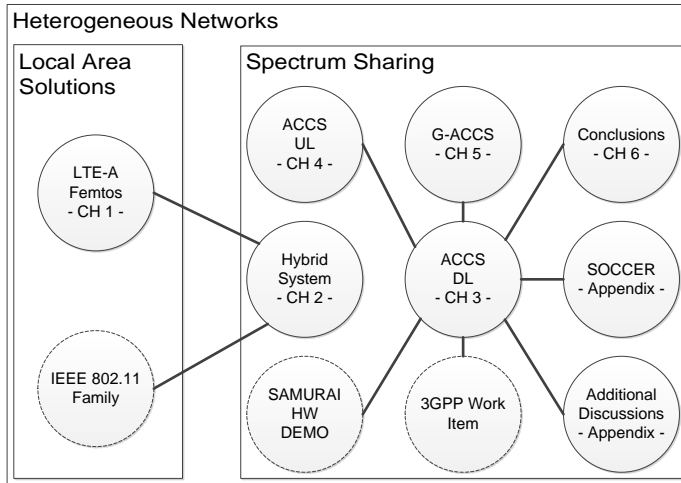 Heterogeneous Networks
Local Area
Solutions
LTE-A
Femtos
- CH 1 -
IEEE 802.11
Family
Spectrum Sharing
ACCS
UL
- CH 4 -
G-ACCS
- CH 5 -
Conclusions
- CH 6 -
Hybrid
System
- CH 2 -
ACCS
DL
- CH 3 -
SOCCER
- Appendix -
SAMURAI
HW
DEMO
3GPP Work
Item
Additional
Discussions
- Appendix -